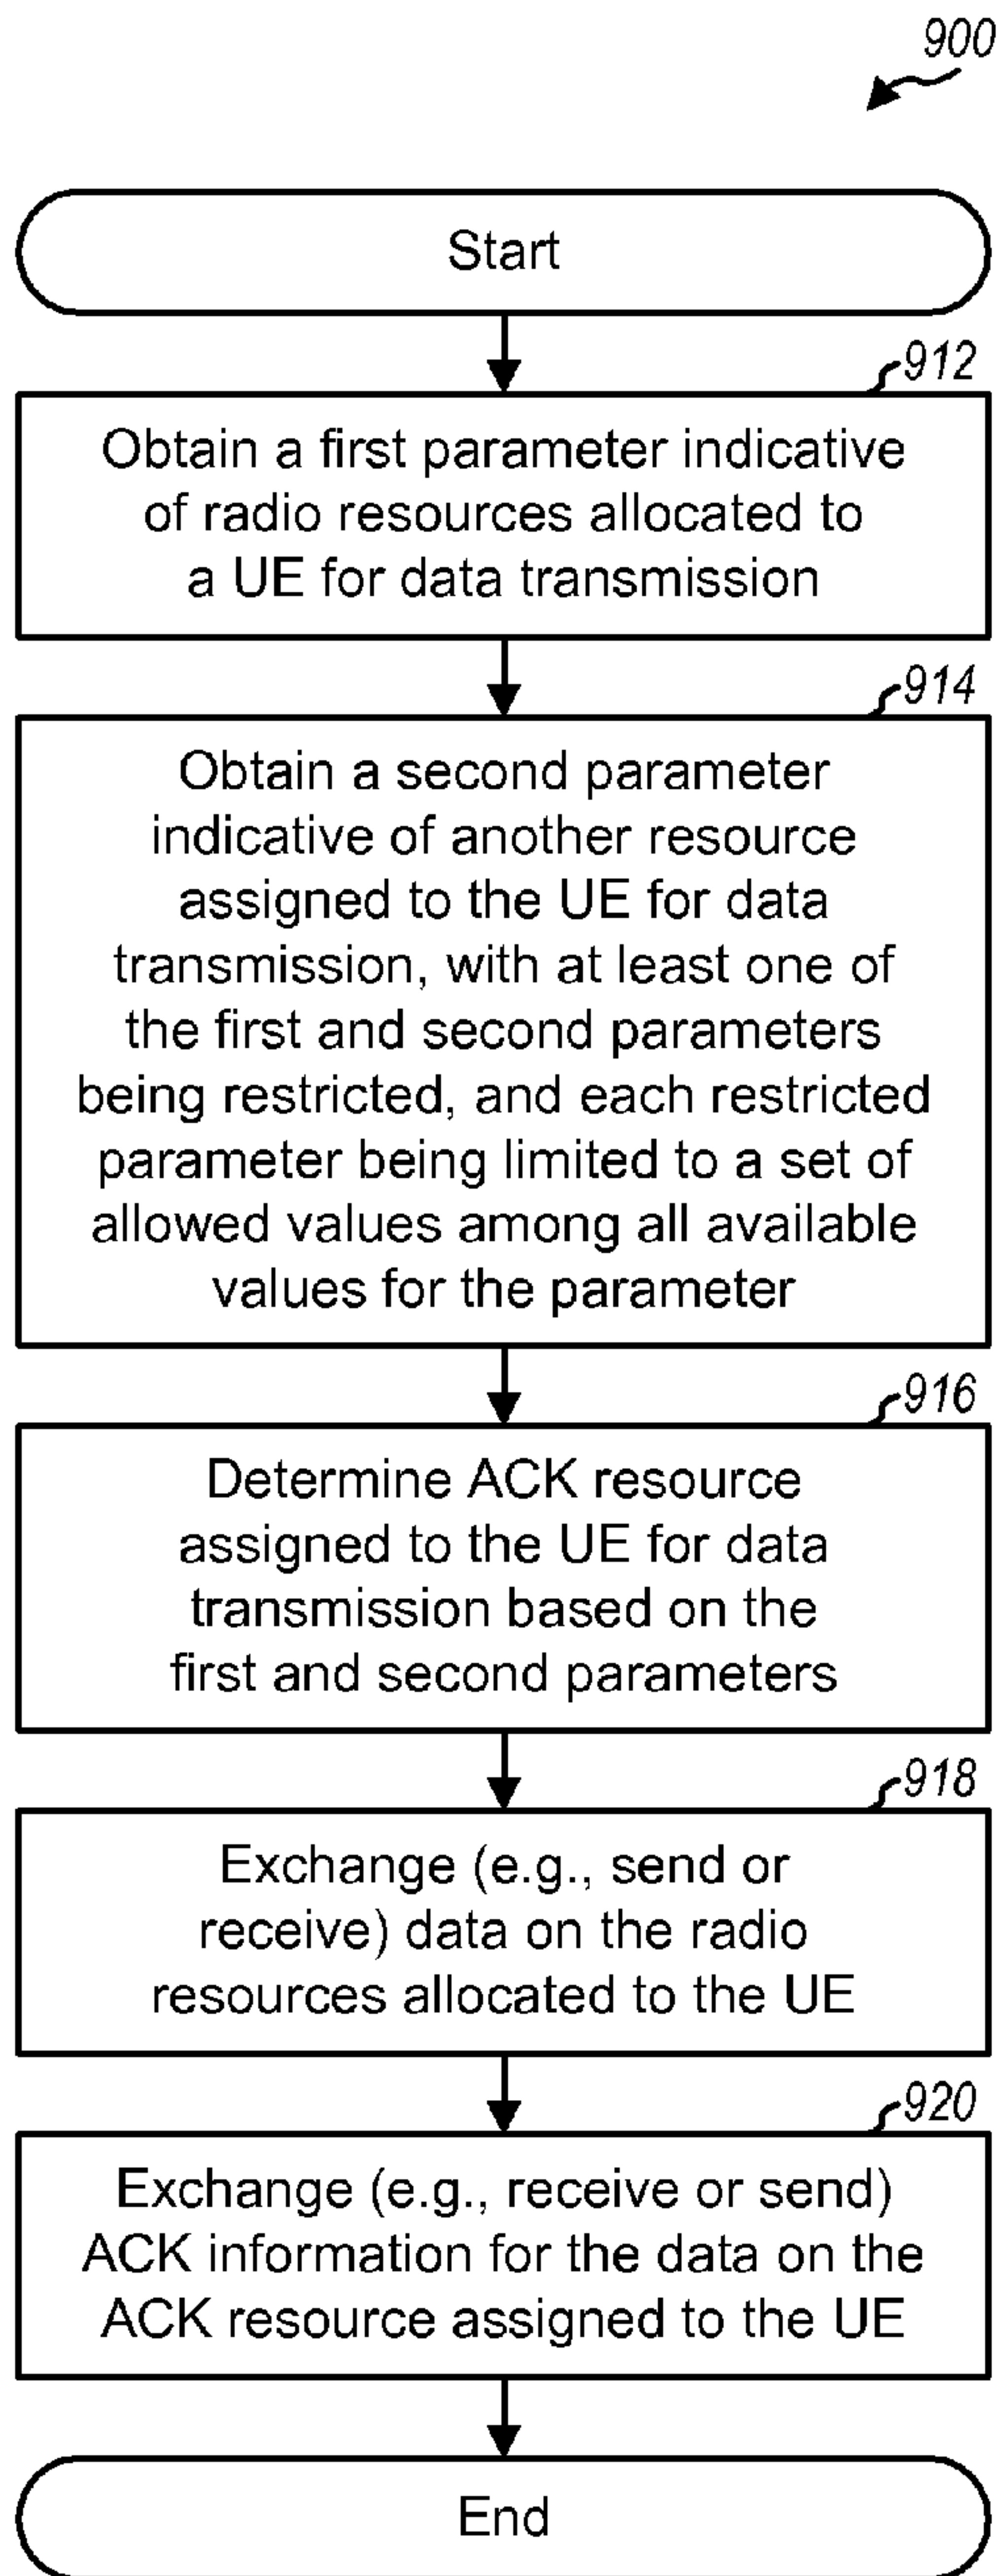 900
Start
912
Obtain a first parameter indicative
of radio resources allocated to
a UE for data transmission
914
Obtain a second parameter
indicative of another resource
assigned to the UE for data
transmission, with at least one of
the first and second parameters
being restricted, and each restricted
parameter being limited to a set of
allowed values among all available
values for the parameter
916
Determine ACK resource
assigned to the UE for data
transmission based on the
first and second parameters
918
Exchange (e.g., send or
receive) data on the radio
resources allocated to the UE
920
Exchange (e.g., receive or send)
ACK information for the data on the
ACK resource assigned to the UE
End